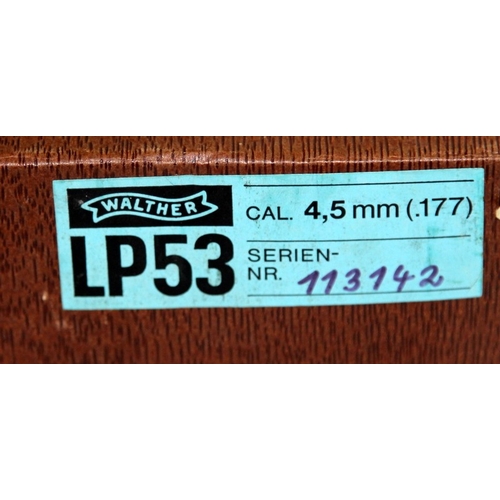 WALTHER
LP53
CAL. 4,5 mm (.177)
SERIEN-
NR. 113142